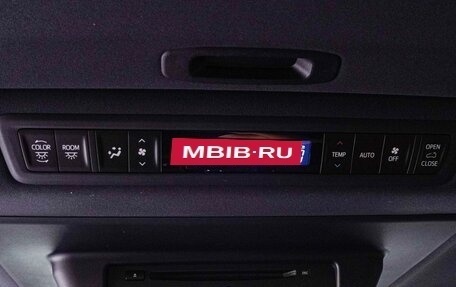 COLOR
ROOM
MBIB-RU
TEMP
AUTO
OFF
OPEN
CLOSE